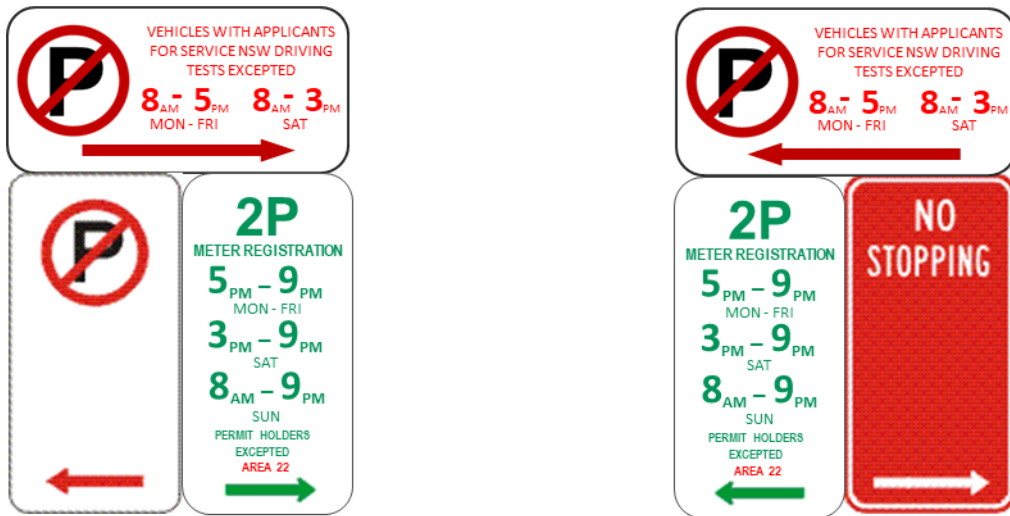 P
VEHICLES WITH APPLICANTS
FOR SERVICE NSW DRIVING
TESTS EXCEPTED
8AM - 5PM 8AM - 3PM
MON - FRI SAT
P
2P
METER REGISTRATION
5PM – 9PM
MON - FRI
3PM – 9PM
SAT
8AM – 9PM
SUN
PERMIT HOLDERS
EXCEPTED
AREA 22
P
VEHICLES WITH APPLICANTS
FOR SERVICE NSW DRIVING
TESTS EXCEPTED
8AM - 5PM 8AM - 3PM
MON - FRI SAT
2P
METER REGISTRATION
5PM – 9PM
MON - FRI
3PM – 9PM
SAT
8AM – 9PM
SUN
PERMIT HOLDERS
EXCEPTED
AREA 22
NO
STOPPING